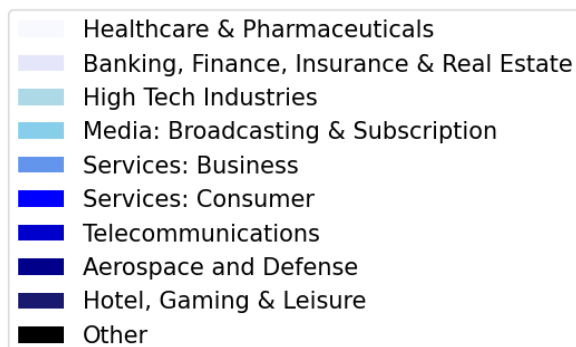 Healthcare & Pharmaceuticals
Banking, Finance, Insurance & Real Estate
High Tech Industries
Media: Broadcasting & Subscription
Services: Business
Services: Consumer
Telecommunications
Aerospace and Defense
Hotel, Gaming & Leisure
Other